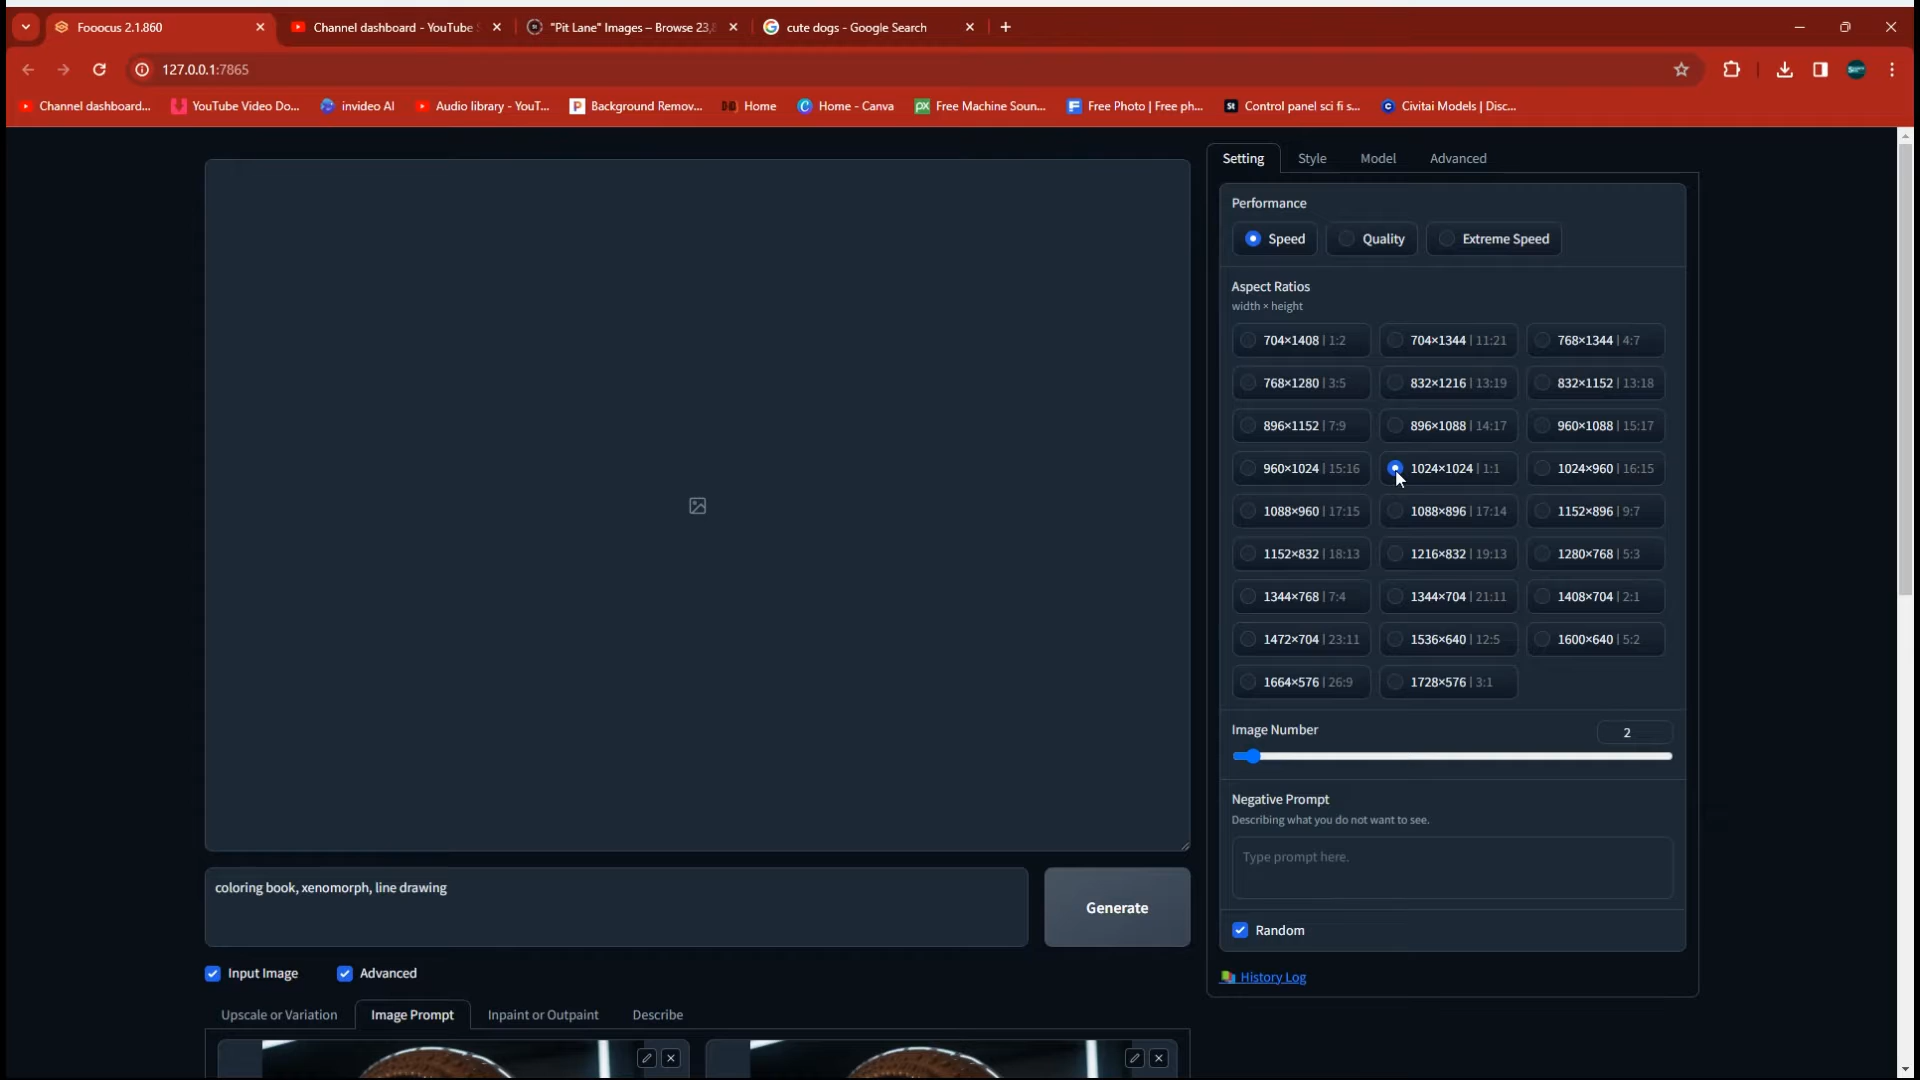 Fooocus 2.1.860
Channel dashboard - YouTube S
"Pit Lane" Images – Browse 23,8
cute dogs - Google Search
127.0.0.1:7865
Channel dashboard...
YouTube Video Do...
invideo AI
Audio library - YouT...
Background Remov...
Home
Home - Canva
Free Machine Soun...
Free Photo | Free ph...
Control panel sci fi s...
Civitai Models | Disc...
Setting
Style
Model
Advanced
Performance
Speed
Quality
Extreme Speed
Aspect Ratios
width × height
704×1408 | 1:2
704×1344 | 11:21
768×1344 | 4:7
768×1280 | 3:5
832×1216 | 13:19
832×1152 | 13:18
896×1152 | 7:9
896×1088 | 14:17
960×1088 | 15:17
960×1024 | 15:16
1024×1024 | 1:1
1024×960 | 16:15
1088×960 | 17:15
1088×896 | 17:14
1152×896 | 9:7
1152×832 | 18:13
1216×832 | 19:13
1280×768 | 5:3
1344×768 | 7:4
1344×704 | 21:11
1408×704 | 2:1
1472×704 | 23:11
1536×640 | 12:5
1600×640 | 5:2
1664×576 | 26:9
1728×576 | 3:1
Image Number
2
Negative Prompt
Describing what you do not want to see.
Type prompt here.
Random
History Log
coloring book, xenomorph, line drawing
Generate
Input Image
Advanced
Upscale or Variation
Image Prompt
Inpaint or Outpaint
Describe